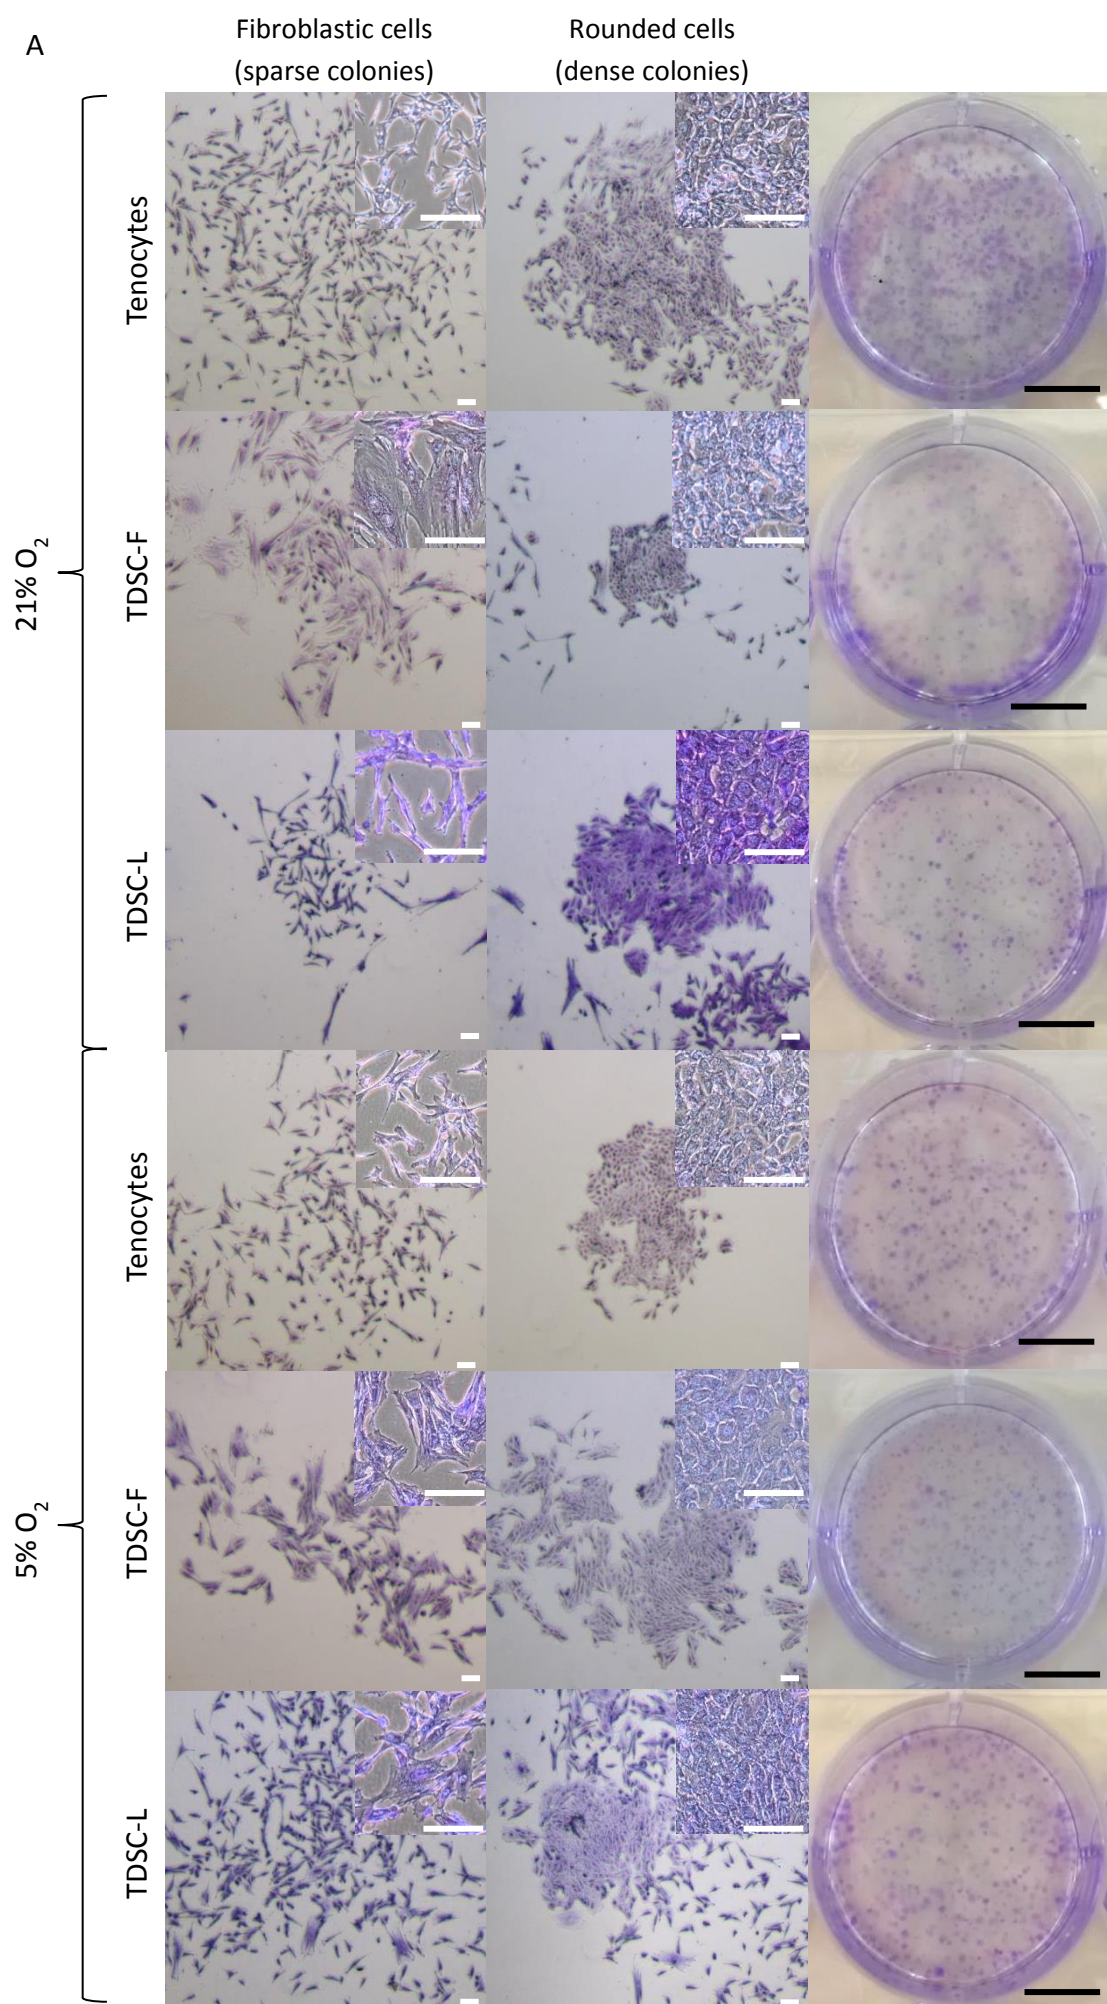 A
Fibroblastic cells
(sparse colonies)
Rounded cells
(dense colonies)
21% O₂
Tenocytes
TDSC-F
TDSC-L
5% O₂
Tenocytes
TDSC-F
TDSC-L